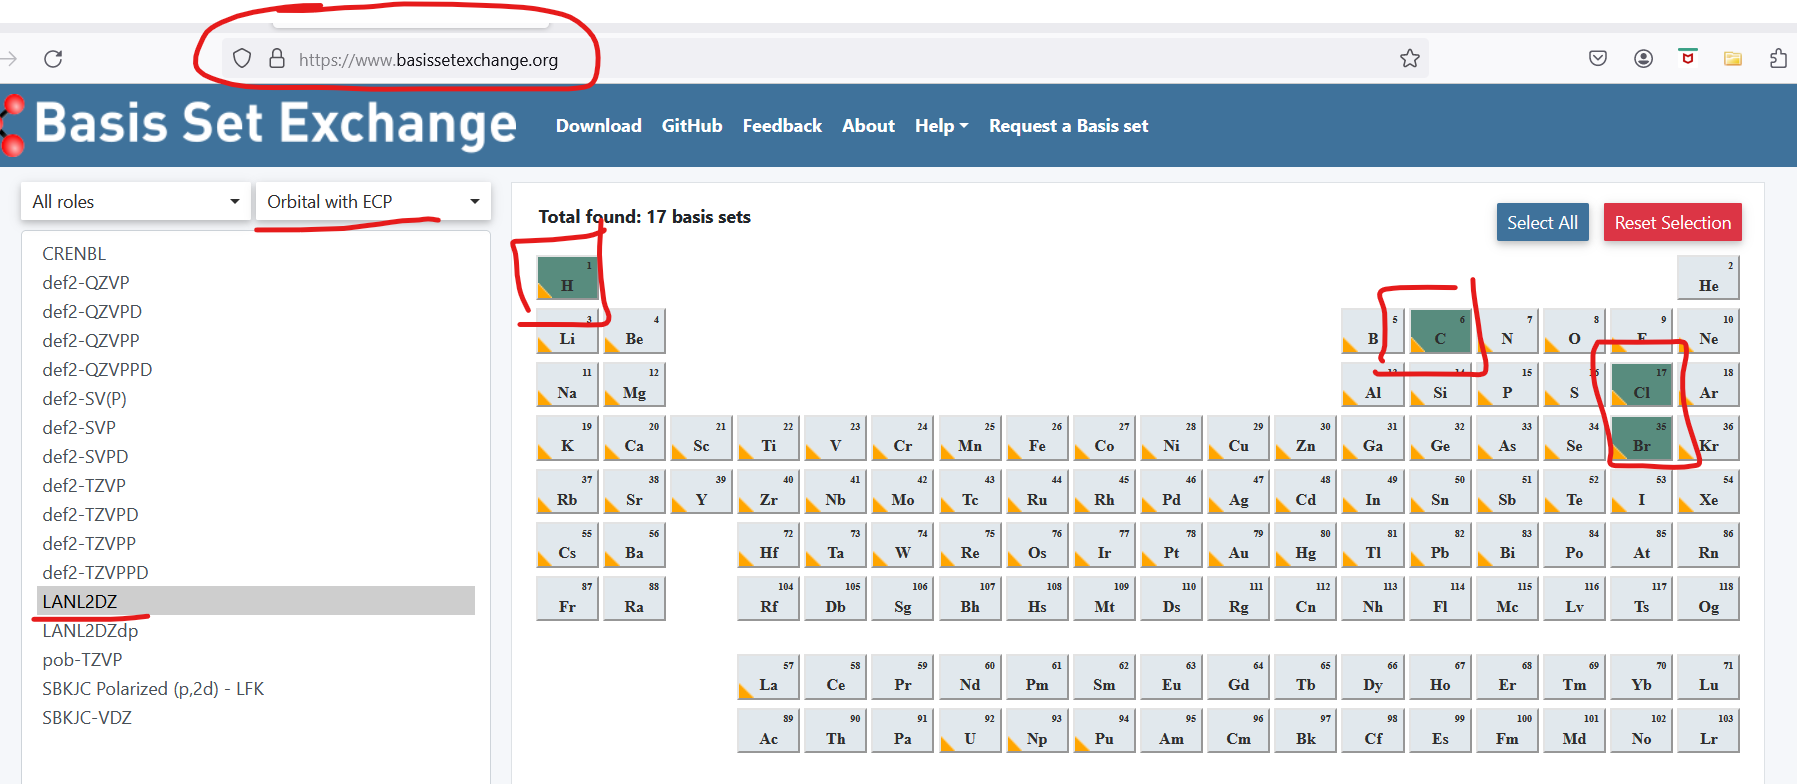 https://www.basissetexchange.org
Basis Set Exchange
Download GitHub Feedback About Help Request a Basis set
All roles
Orbital with ECP
CRENBL
def2-QZVP
def2-QZVPD
def2-QZVPP
def2-QZVPPD
def2-SV(P)
def2-SVP
def2-SVPD
def2-TZVP
def2-TZVPD
def2-TZVPP
def2-TZVPPD
LANL2DZ
LANL2DZdp
pob-TZVP
SBKJC Polarized (p,2d) - LFK
SBKJC-VDZ
Total found: 17 basis sets
Select All
Reset Selection
1 2
H He
3 4 5 6 7 8 9 10
Li Be B C N O F Ne
11 12 13 14 15 16 17 18
Na Mg Al Si P S Cl Ar
19 20 21 22 23 24 25 26 27 28 29 30 31 32 33 34 35 36
K Ca Sc Ti V Cr Mn Fe Co Ni Cu Zn Ga Ge As Se Br Kr
37 38 39 40 41 42 43 44 45 46 47 48 49 50 51 52 53 54
Rb Sr Y Zr Nb Mo Tc Ru Rh Pd Ag Cd In Sn Sb Te I Xe
55 56 72 73 74 75 76 77 78 79 80 81 82 83 84 85 86
Cs Ba Hf Ta W Re Os Ir Pt Au Hg Tl Pb Bi Po At Rn
87 88 104 105 106 107 108 109 110 111 112 113 114 115 116 117 118
Fr Ra Rf Db Sg Bh Hs Mt Ds Rg Cn Nh Fl Mc Lv Ts Og
57 58 59 60 61 62 63 64 65 66 67 68 69 70 71
La Ce Pr Nd Pm Sm Eu Gd Tb Dy Ho Er Tm Yb Lu
89 90 91 92 93 94 95 96 97 98 99 100 101 102 103
Ac Th Pa U Np Pu Am Cm Bk Cf Es Fm Md No Lr